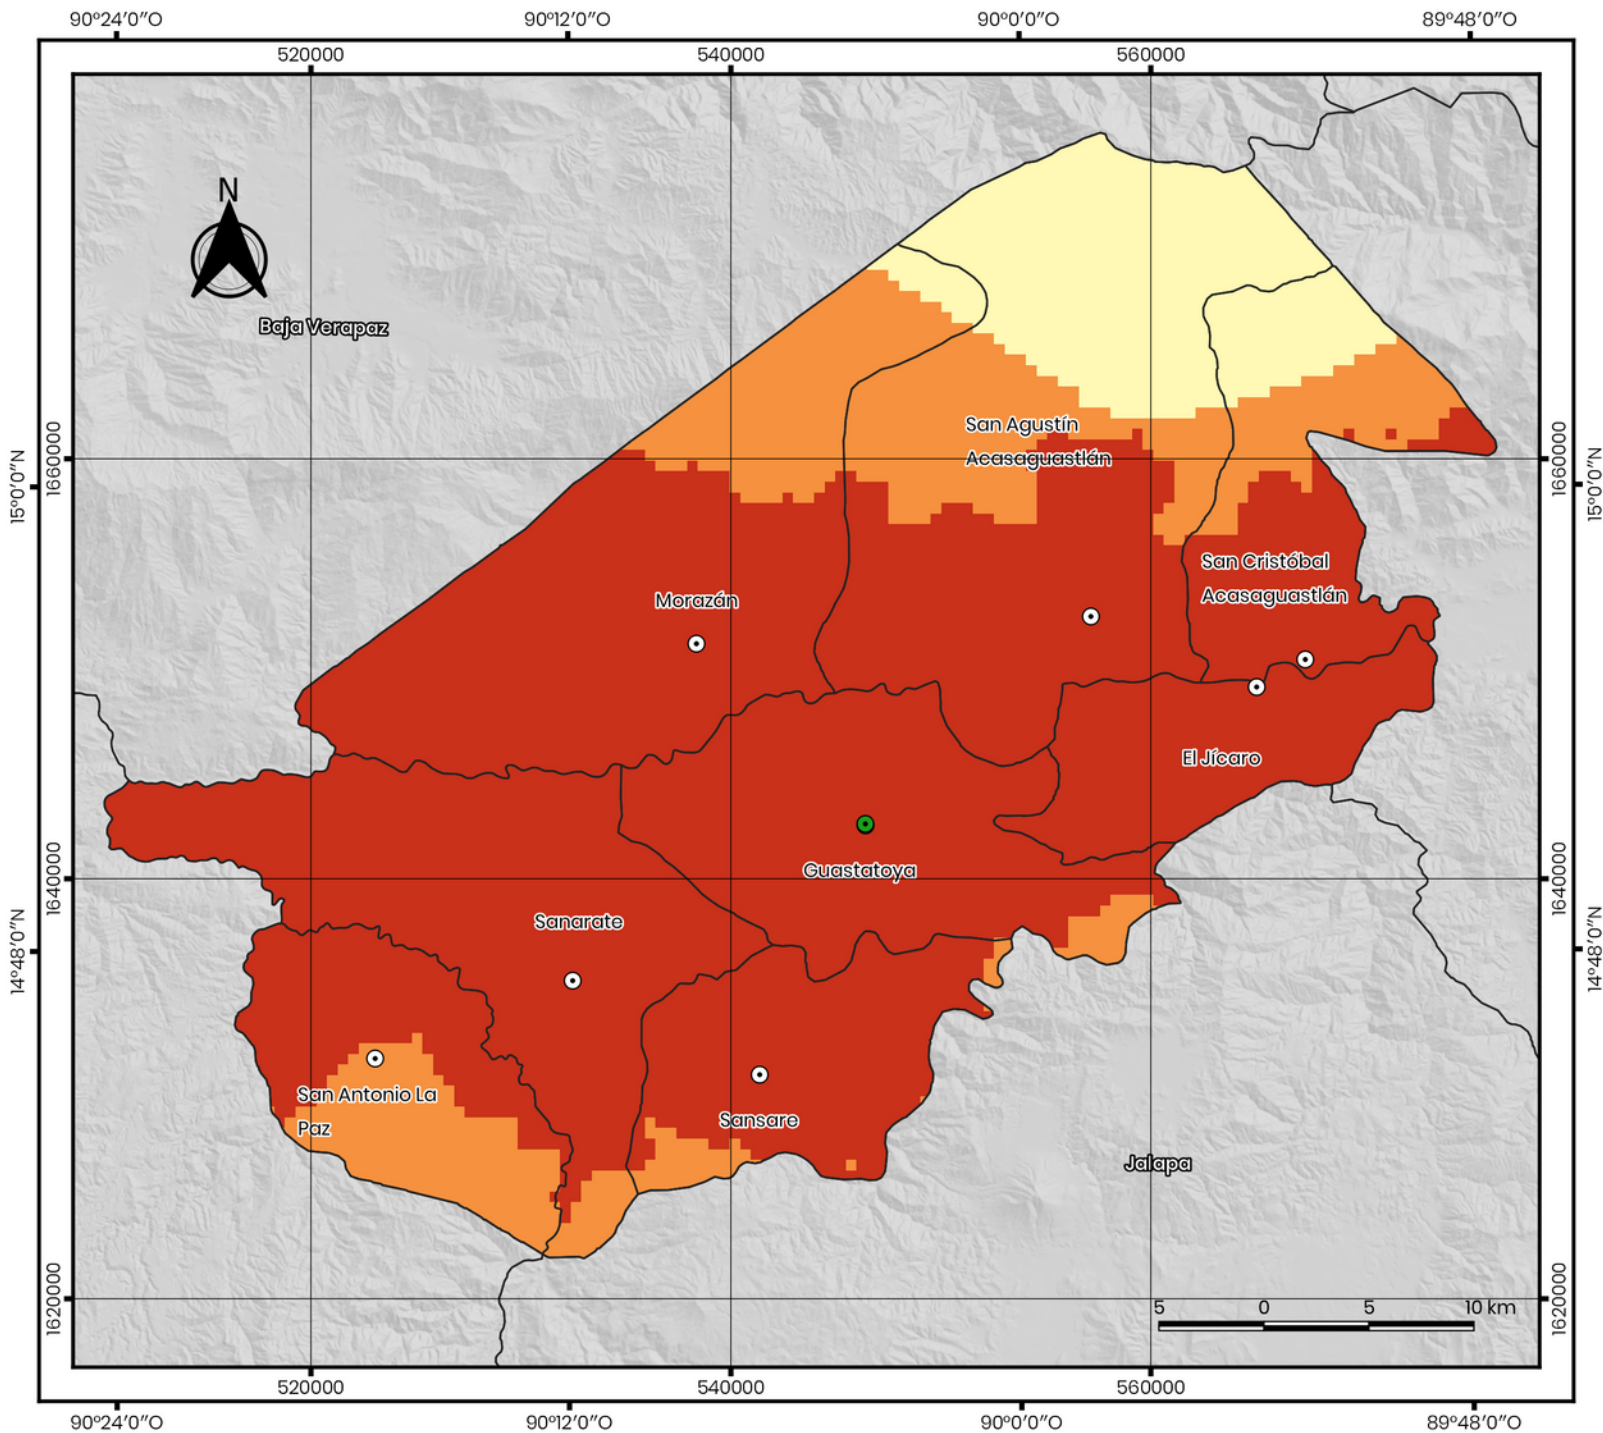 90°24'0"O 90°12'0"O 90°0'0"O 89°48'0"O
520000 540000 560000
N
Baja Verapaz
San Agustín
Acasaguastlán
1660000 1660000
15°0'0"N 15°0'0"N
San Cristóbal
Acasaguastlán
Morazán
El Jícaro
Guastatoya
1640000 1640000
Sanarate
14°48'0"N 14°48'0"N
San Antonio La
Paz
Sansare
Jalapa
1620000 1620000
5 0 5 10 km
520000 540000 560000
90°24'0"O 90°12'0"O 90°0'0"O 89°48'0"O